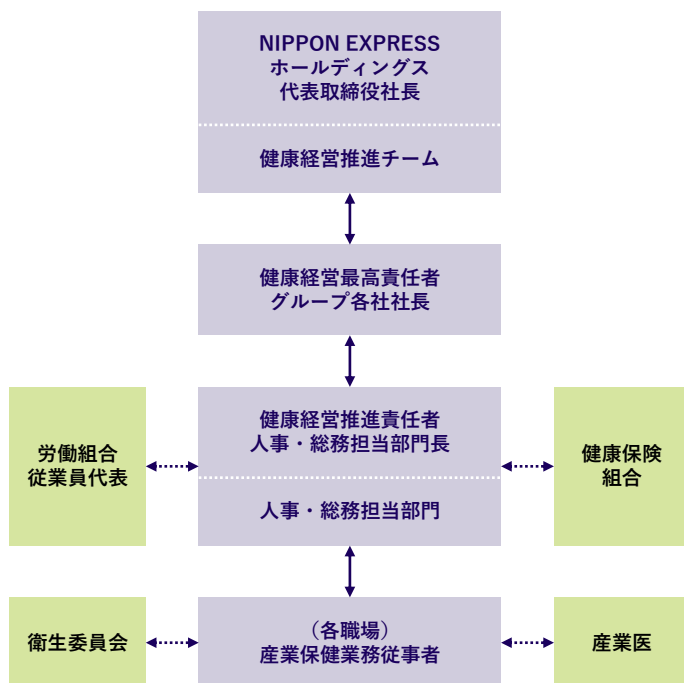 NIPPON EXPRESS
ホールディングス
代表取締役社長
健康経営推進チーム
健康経営最高責任者
グループ各社社長
労働組合
従業員代表
健康経営推進責任者
人事・総務担当部門長
人事・総務担当部門
健康保険
組合
衛生委員会
（各職場）
産業保健業務従事者
産業医